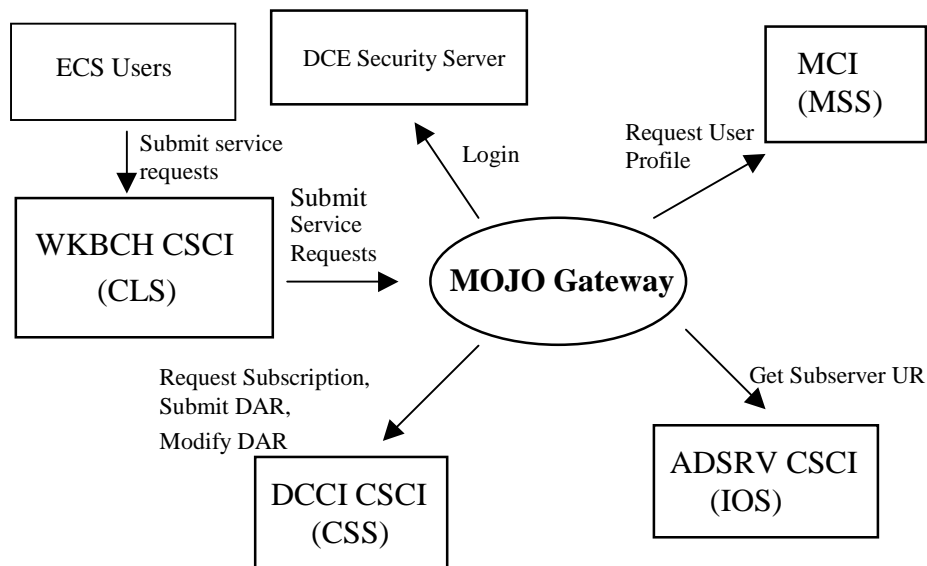 ECS Users
DCE Security Server
MCI
(MSS)
Submit service
requests
Login
Request User
Profile
WKBCH CSCI
(CLS)
Submit
Service
Requests
MOJO Gateway
Request Subscription,
Submit DAR,
Modify DAR
Get Subserver UR
DCCI CSCI
(CSS)
ADSRV CSCI
(IOS)